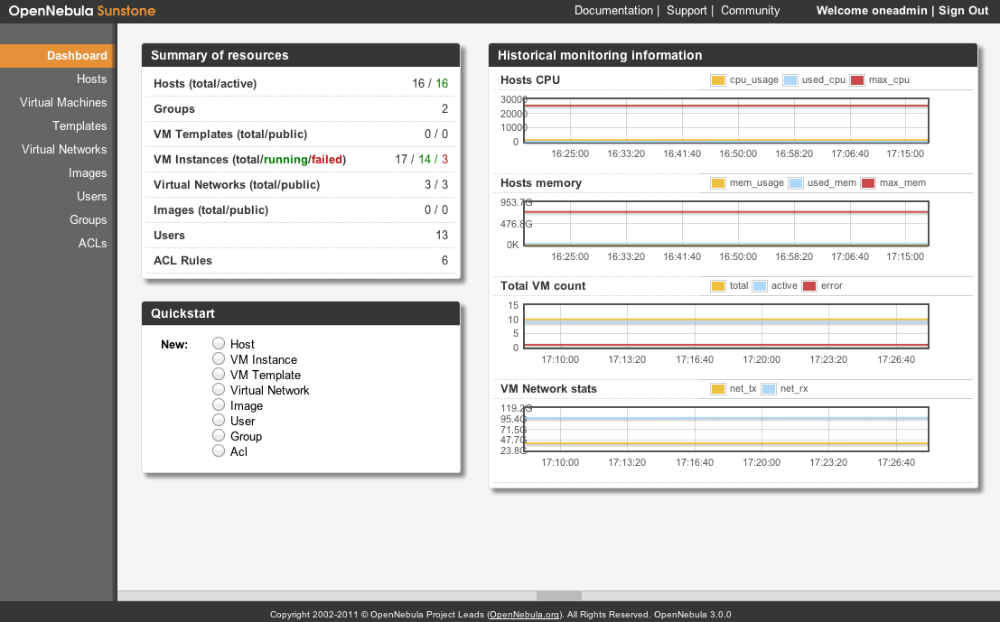 OpenNebula Sunstone
Documentation | Support | Community
Welcome oneadmin | Sign Out
Dashboard
Hosts
Virtual Machines
Templates
Virtual Networks
Images
Users
Groups
ACLs
Summary of resources
Hosts (total/active) 16 / 16
Groups 2
VM Templates (total/public) 0 / 0
VM Instances (total/running/failed) 17 / 14 / 3
Virtual Networks (total/public) 3 / 3
Images (total/public) 0 / 0
Users 13
ACL Rules 6
Quickstart
New:
Host
VM Instance
VM Template
Virtual Network
Image
User
Group
Acl
Historical monitoring information
Hosts CPU cpu_usage used_cpu max_cpu
30000
20000
10000
0
16:25:00 16:33:20 16:41:40 16:50:00 16:58:20 17:06:40 17:15:00
Hosts memory mem_usage used_mem max_mem
953.7G
476.8G
0K
16:25:00 16:33:20 16:41:40 16:50:00 16:58:20 17:06:40 17:15:00
Total VM count total active error
15
10
5
0
17:10:00 17:13:20 17:16:40 17:20:00 17:23:20 17:26:40
VM Network stats net_tx net_rx
119.2G
95.4G
71.5G
47.7G
23.8G
17:10:00 17:13:20 17:16:40 17:20:00 17:23:20 17:26:40
Copyright 2002-2011 © OpenNebula Project Leads (OpenNebula.org). All Rights Reserved. OpenNebula 3.0.0